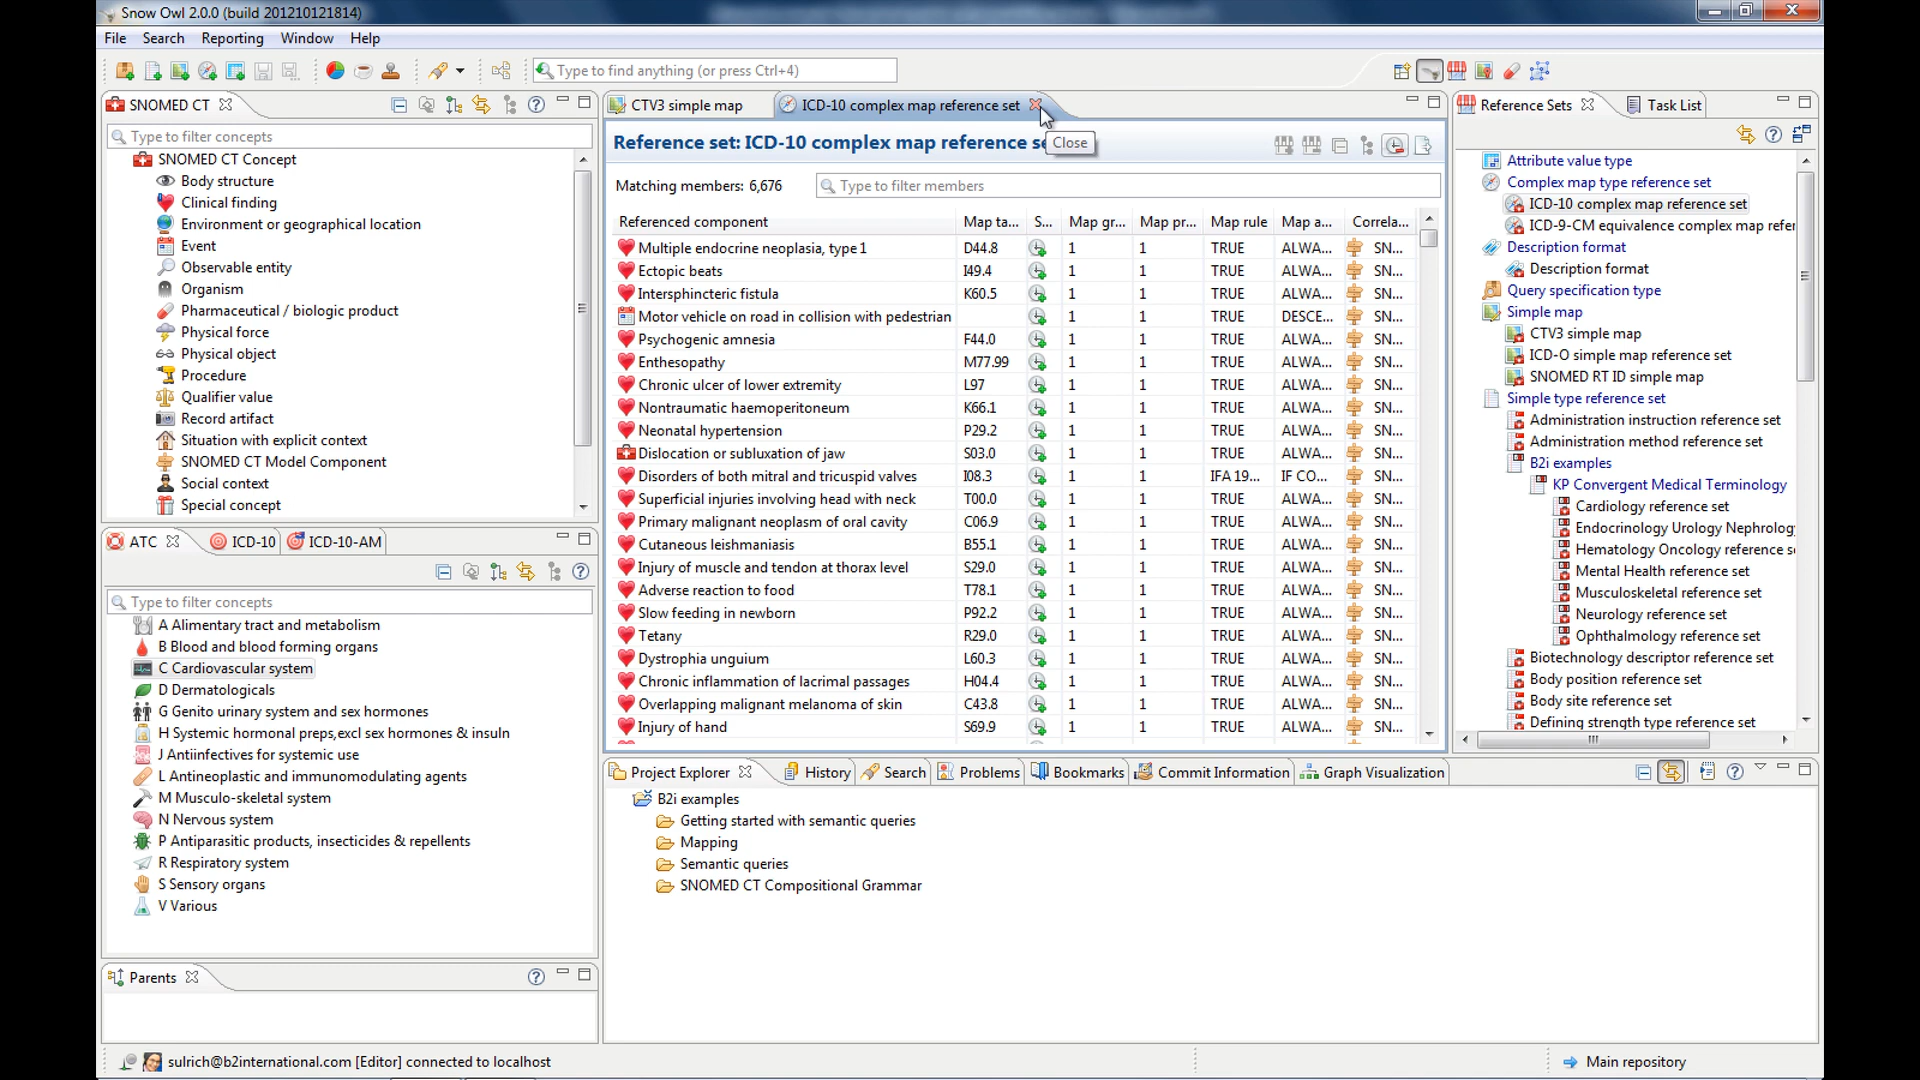 Snow Owl 2.0.0 (build 201210121814)
File Search Reporting Window Help
Type to find anything (or press Ctrl+4)
SNOMED CT
Type to filter concepts
SNOMED CT Concept
Body structure
Clinical finding
Environment or geographical location
Event
Observable entity
Organism
Pharmaceutical / biologic product
Physical force
Physical object
Procedure
Qualifier value
Record artifact
Situation with explicit context
SNOMED CT Model Component
Social context
Special concept
ATC ICD-10 ICD-10-AM
Type to filter concepts
A Alimentary tract and metabolism
B Blood and blood forming organs
C Cardiovascular system
D Dermatologicals
G Genito urinary system and sex hormones
H Systemic hormonal preps,excl sex hormones & insuln
J Antiinfectives for systemic use
L Antineoplastic and immunomodulating agents
M Musculo-skeletal system
N Nervous system
P Antiparasitic products, insecticides & repellents
R Respiratory system
S Sensory organs
V Various
Parents
CTV3 simple map ICD-10 complex map reference set
Close
Reference set: ICD-10 complex map reference se
Matching members: 6,676 Type to filter members
Referenced component Map ta... S... Map gr... Map pr... Map rule Map a... Correla...
Multiple endocrine neoplasia, type 1 D44.8 1 1 TRUE ALWA... SN...
Ectopic beats I49.4 1 1 TRUE ALWA... SN...
Intersphincteric fistula K60.5 1 1 TRUE ALWA... SN...
Motor vehicle on road in collision with pedestrian 1 1 TRUE DESCE... SN...
Psychogenic amnesia F44.0 1 1 TRUE ALWA... SN...
Enthesopathy M77.99 1 1 TRUE ALWA... SN...
Chronic ulcer of lower extremity L97 1 1 TRUE ALWA... SN...
Nontraumatic haemoperitoneum K66.1 1 1 TRUE ALWA... SN...
Neonatal hypertension P29.2 1 1 TRUE ALWA... SN...
Dislocation or subluxation of jaw S03.0 1 1 TRUE ALWA... SN...
Disorders of both mitral and tricuspid valves I08.3 1 1 IFA 19... IF CO... SN...
Superficial injuries involving head with neck T00.0 1 1 TRUE ALWA... SN...
Primary malignant neoplasm of oral cavity C06.9 1 1 TRUE ALWA... SN...
Cutaneous leishmaniasis B55.1 1 1 TRUE ALWA... SN...
Injury of muscle and tendon at thorax level S29.0 1 1 TRUE ALWA... SN...
Adverse reaction to food T78.1 1 1 TRUE ALWA... SN...
Slow feeding in newborn P92.2 1 1 TRUE ALWA... SN...
Tetany R29.0 1 1 TRUE ALWA... SN...
Dystrophia unguium L60.3 1 1 TRUE ALWA... SN...
Chronic inflammation of lacrimal passages H04.4 1 1 TRUE ALWA... SN...
Overlapping malignant melanoma of skin C43.8 1 1 TRUE ALWA... SN...
Injury of hand S69.9 1 1 TRUE ALWA... SN...
Reference Sets Task List
Attribute value type
Complex map type reference set
ICD-10 complex map reference set
ICD-9-CM equivalence complex map refer
Description format
Description format
Query specification type
Simple map
CTV3 simple map
ICD-O simple map reference set
SNOMED RT ID simple map
Simple type reference set
Administration instruction reference set
Administration method reference set
B2i examples
KP Convergent Medical Terminology
Cardiology reference set
Endocrinology Urology Nephrolog
Hematology Oncology reference s
Mental Health reference set
Musculoskeletal reference set
Neurology reference set
Ophthalmology reference set
Biotechnology descriptor reference set
Body position reference set
Body site reference set
Defining strength type reference set
Project Explorer History Search Problems Bookmarks Commit Information Graph Visualization
B2i examples
Getting started with semantic queries
Mapping
Semantic queries
SNOMED CT Compositional Grammar
sulrich@b2international.com [Editor] connected to localhost
Main repository